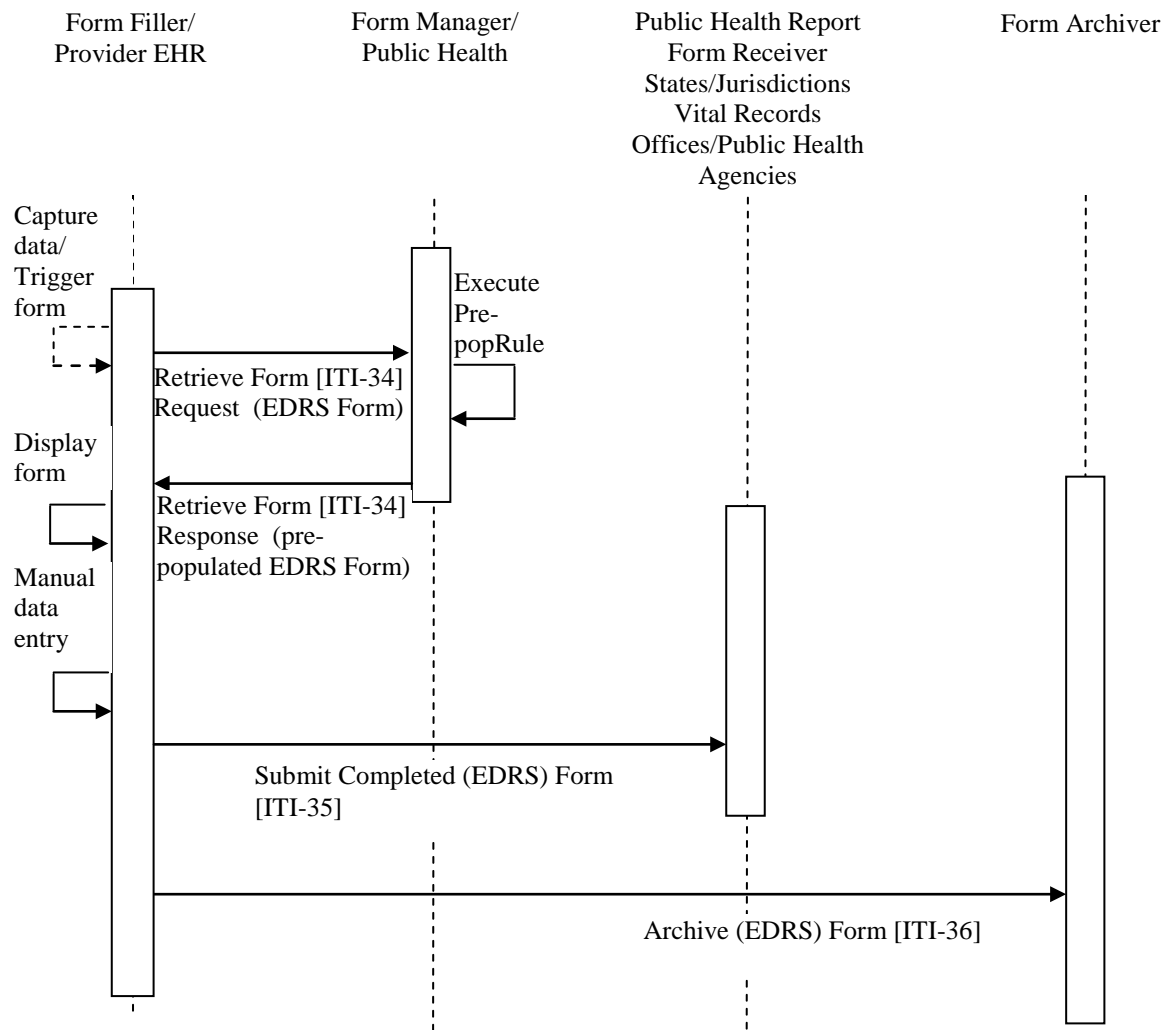 Form Filler/
Provider EHR
Form Manager/
Public Health
Public Health Report
Form Receiver
States/Jurisdictions
Vital Records
Offices/Public Health
Agencies
Form Archiver
Capture
data/
Trigger
form
Execute
Pre-
popRule
Retrieve Form [ITI-34]
Request  (EDRS Form)
Display
form
Retrieve Form [ITI-34]
Response  (pre-
populated EDRS Form)
Manual
data
entry
Submit Completed (EDRS) Form
[ITI-35]
Archive (EDRS) Form [ITI-36]